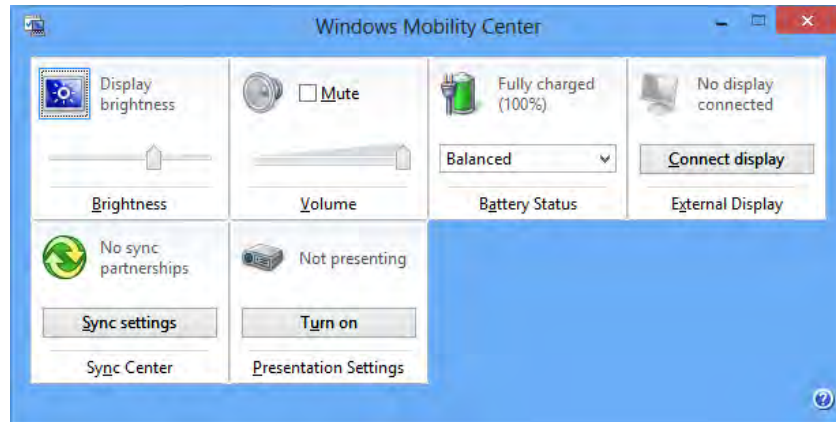 Windows Mobility Center
Display
brightness
Brightness
Mute
Volume
Fully charged
(100%)
Balanced
Battery Status
No display
connected
Connect display
External Display
No sync
partnerships
Sync settings
Sync Center
Not presenting
Turn on
Presentation Settings